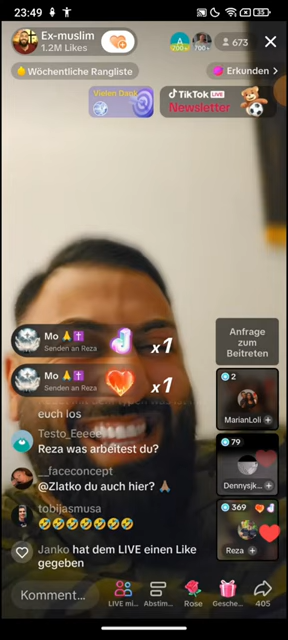 23:49
35
Ex-muslim
1.2M Likes
A
200+
700+
673
Wöchentliche Rangliste
Erkunden >
Vielen Dank
TikTok LIVE
Newsletter
Mo
Senden an Reza
x1
Mo
Senden an Reza
x1
Anfrage zum Beitreten
euch los
Testo_Eeeee
Reza was arbeitest du?
__faceconcept
@Zlatko du auch hier? 🙏🏽
tobijasmusa
🤣🤣🤣🤣🤣🤣🤣
Janko hat dem LIVE einen Like
gegeben
2
MarianLoli +
79
Dennysjk... +
369
Reza +
Komment...
LIVE mi...
Abstim...
Rose
Gesche...
405